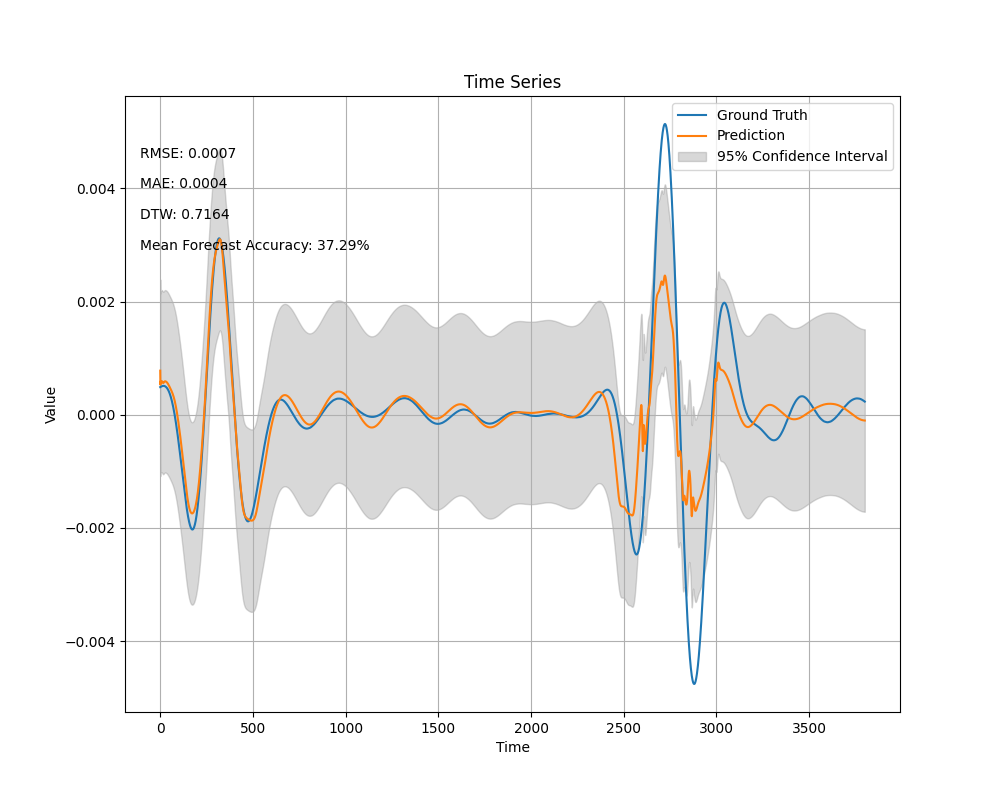 Time Series
Ground Truth
Prediction
95% Confidence Interval
RMSE: 0.0007
MAE: 0.0004
DTW: 0.7164
Mean Forecast Accuracy: 37.29%
0.004
0.002
0.000
−0.002
−0.004
Value
0 500 1000 1500 2000 2500 3000 3500
Time